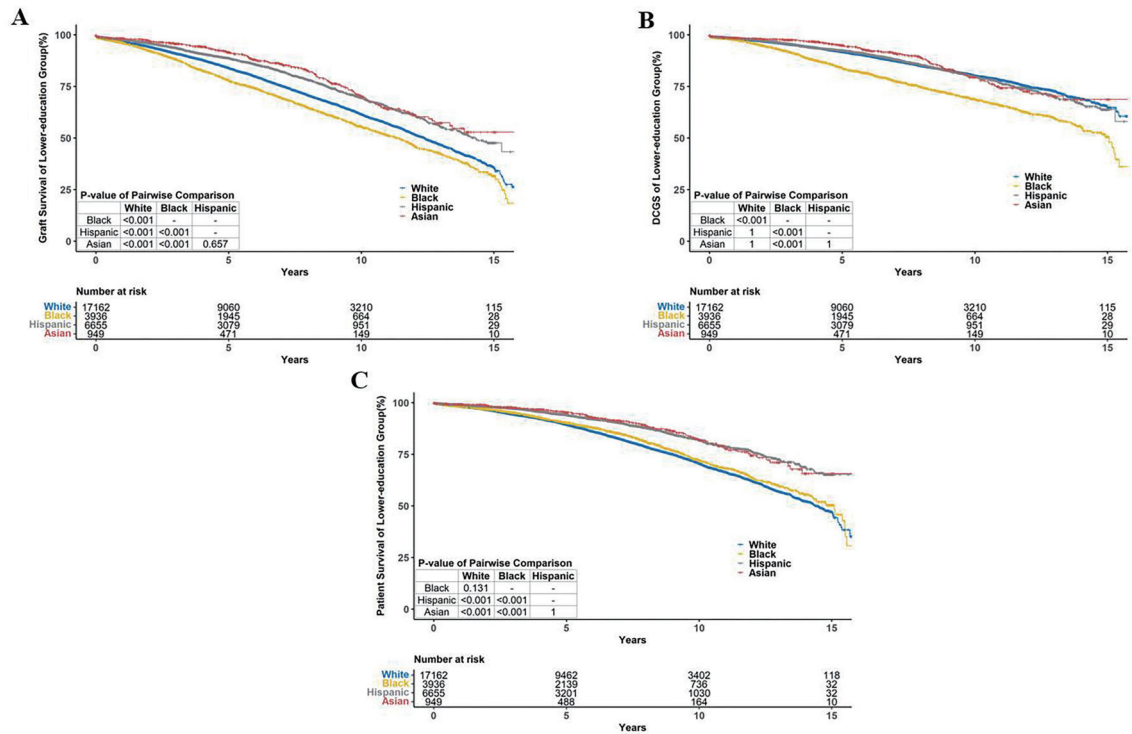 A
Graft Survival of Lower-education Group(%)
100
75
50
25
0
White
Black
Hispanic
Asian
P-value of Pairwise Comparison
White Black Hispanic
Black <0.001 - -
Hispanic <0.001 <0.001 -
Asian <0.001 <0.001 0.657
0 5 10 15
Years
Number at risk
White 17162 9060 3210 115
Black 3936 1945 664 28
Hispanic 6655 3079 951 29
Asian 949 471 149 10
0 5 10 15
Years
B
DCGS of Lower-education Group(%)
100
75
50
25
0
White
Black
Hispanic
Asian
P-value of Pairwise Comparison
White Black Hispanic
Black <0.001 - -
Hispanic 1 <0.001 -
Asian 1 <0.001 1
0 5 10 15
Years
Number at risk
White 17162 9060 3210 115
Black 3936 1945 664 28
Hispanic 6655 3079 951 29
Asian 949 471 149 10
0 5 10 15
Years
C
Patient Survival of Lower-education Group(%)
100
75
50
25
0
White
Black
Hispanic
Asian
P-value of Pairwise Comparison
White Black Hispanic
Black 0.131 - -
Hispanic <0.001 <0.001 -
Asian <0.001 <0.001 1
0 5 10 15
Years
Number at risk
White 17162 9462 3402 118
Black 3936 2139 736 32
Hispanic 6655 3201 1030 32
Asian 949 488 164 10
0 5 10 15
Years